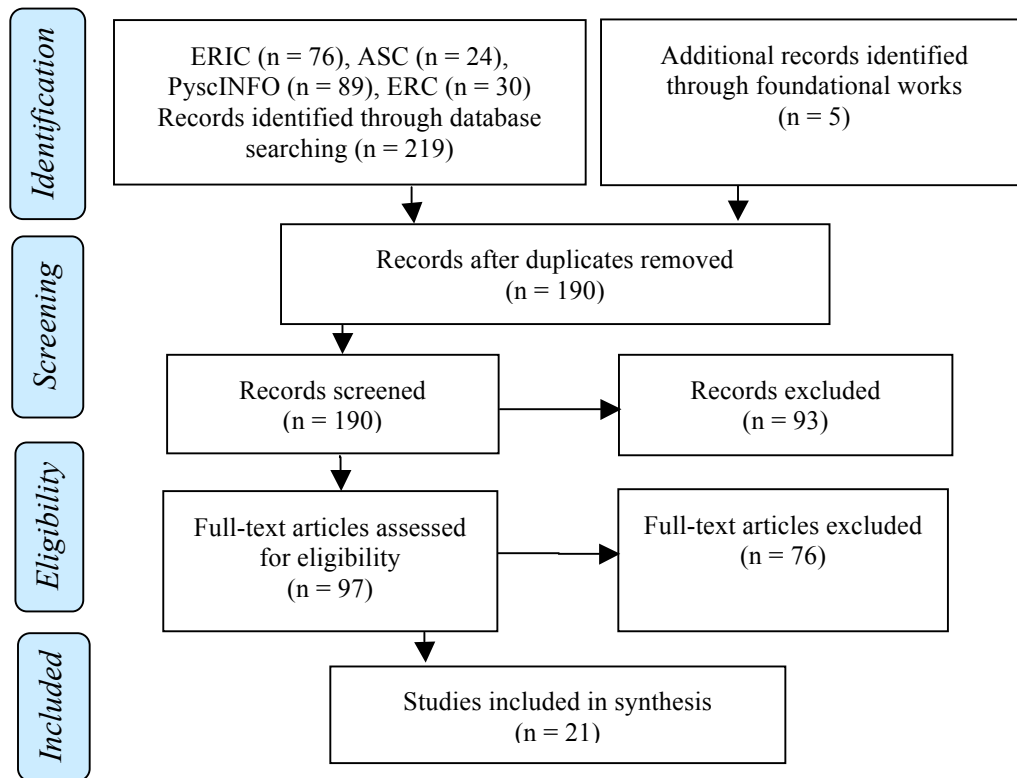 Identification
ERIC (n = 76), ASC (n = 24),
PyscINFO (n = 89), ERC (n = 30)
Records identified through database
searching (n = 219)
Additional records identified
through foundational works
(n = 5)
Screening
Records after duplicates removed
(n = 190)
Records screened
(n = 190)
Records excluded
(n = 93)
Eligibility
Full-text articles assessed
for eligibility
(n = 97)
Full-text articles excluded
(n = 76)
Included
Studies included in synthesis
(n = 21)